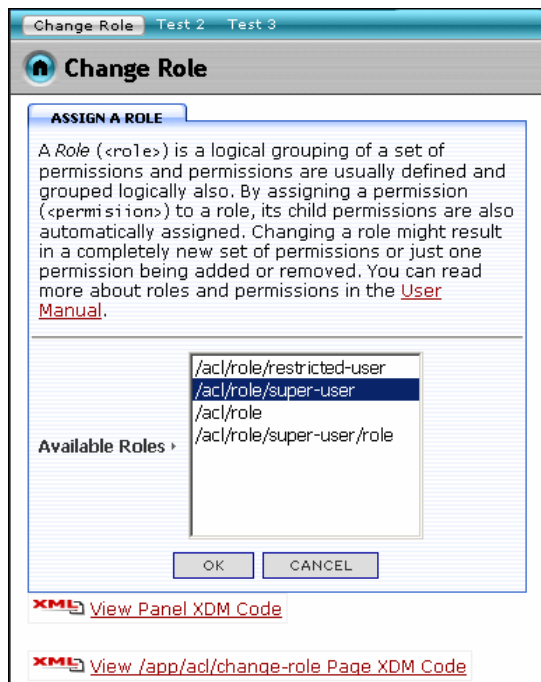 Change Role Test 2 Test 3
Change Role
ASSIGN A ROLE
A Role (<role>) is a logical grouping of a set of
permissions and permissions are usually defined and
grouped logically also. By assigning a permission
(<permisiion>) to a role, its child permissions are also
automatically assigned. Changing a role might result
in a completely new set of permissions or just one
permission being added or removed. You can read
more about roles and permissions in the User
Manual.
/acl/role/restricted-user
/acl/role/super-user
/acl/role
/acl/role/super-user/role
Available Roles
OK CANCEL
XML View Panel XDM Code
XML View /app/acl/change-role Page XDM Code